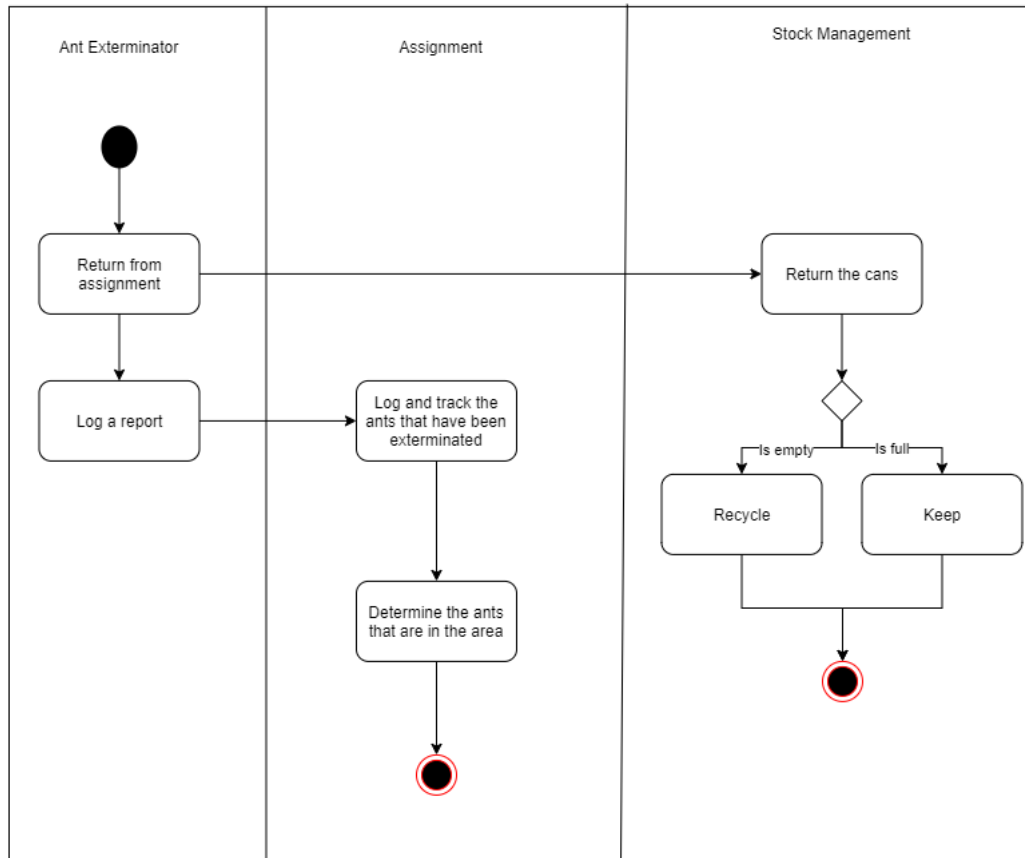 Ant Exterminator
Assignment
Stock Management
Return from
assignment
Return the cans
Log a report
Log and track the
ants that have been
exterminated
Is empty
Is full
Recycle
Keep
Determine the ants
that are in the area